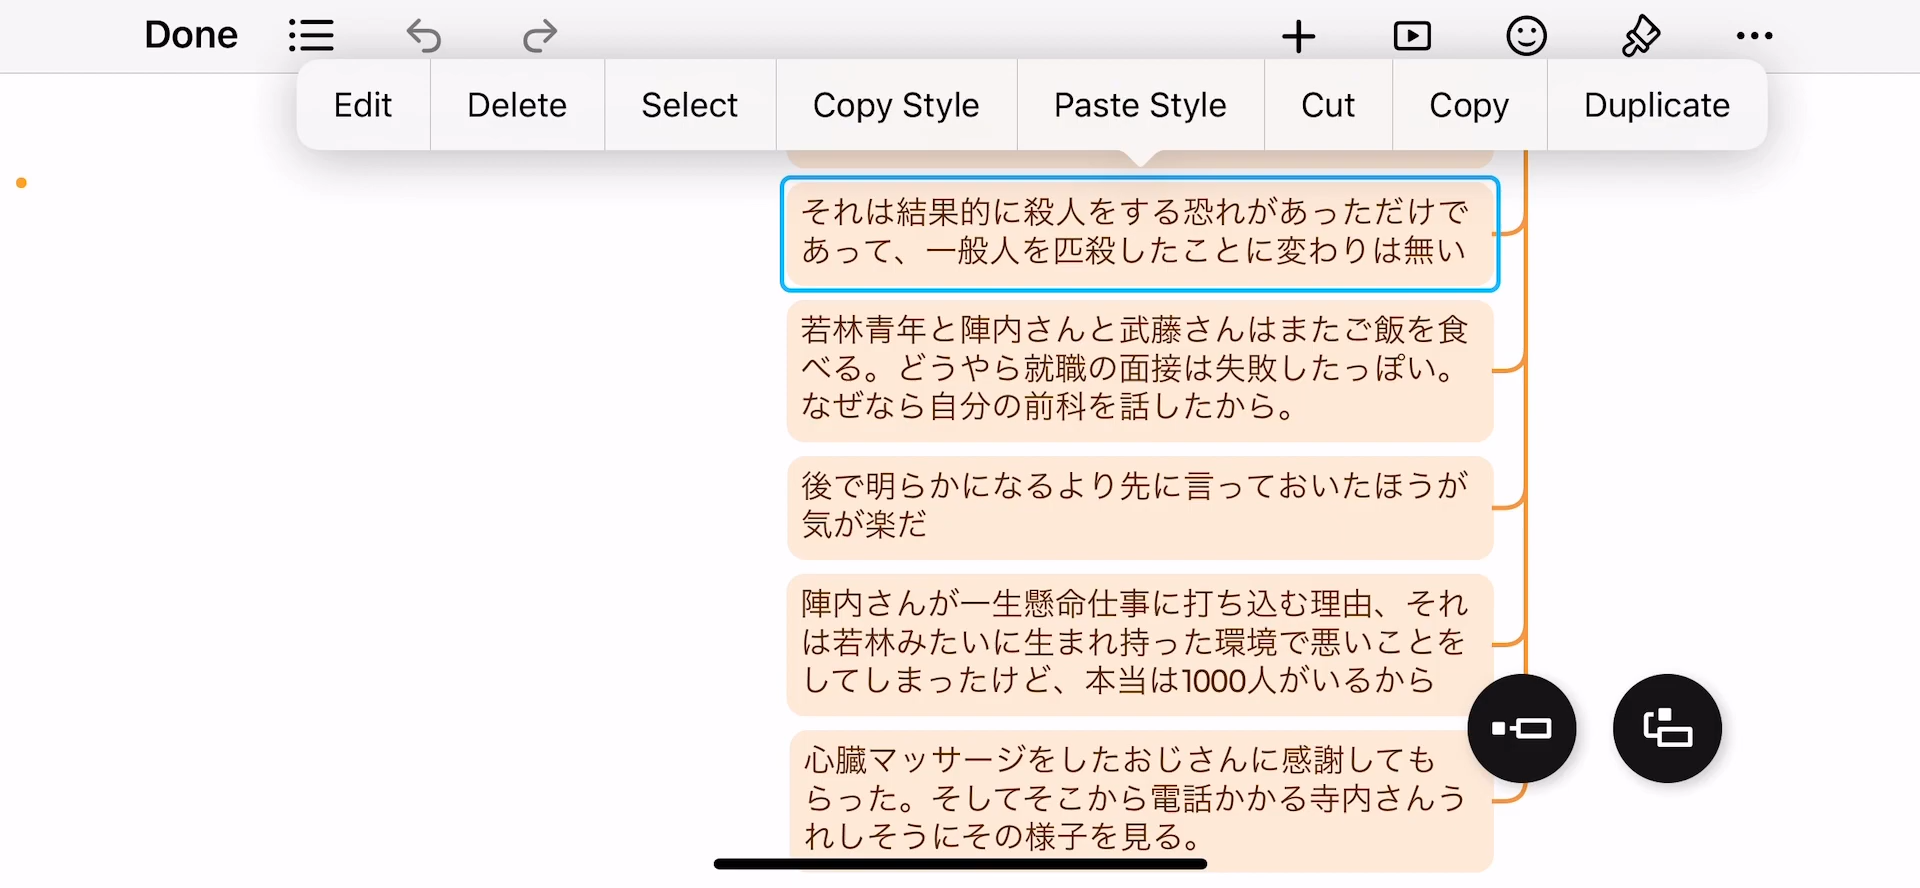 Done
Edit
Delete
Select
Copy Style
Paste Style
Cut
Copy
Duplicate
それは結果的に殺人をする恐れがあっただけで
あって、一般人を匹殺したことに変わりは無い
若林青年と陣内さんと武藤さんはまたご飯を食
べる。どうやら就職の面接は失敗したっぽい。
なぜなら自分の前科を話したから。
後で明らかになるより先に言っておいたほうが
気が楽だ
陣内さんが一生懸命仕事に打ち込む理由、それ
は若林みたいに生まれ持った環境で悪いことを
してしまったけど、本当は1000人がいるから
心臓マッサージをしたおじさんに感謝しても
らった。そしてそこから電話かかる寺内さんう
れしそうにその様子を見る。